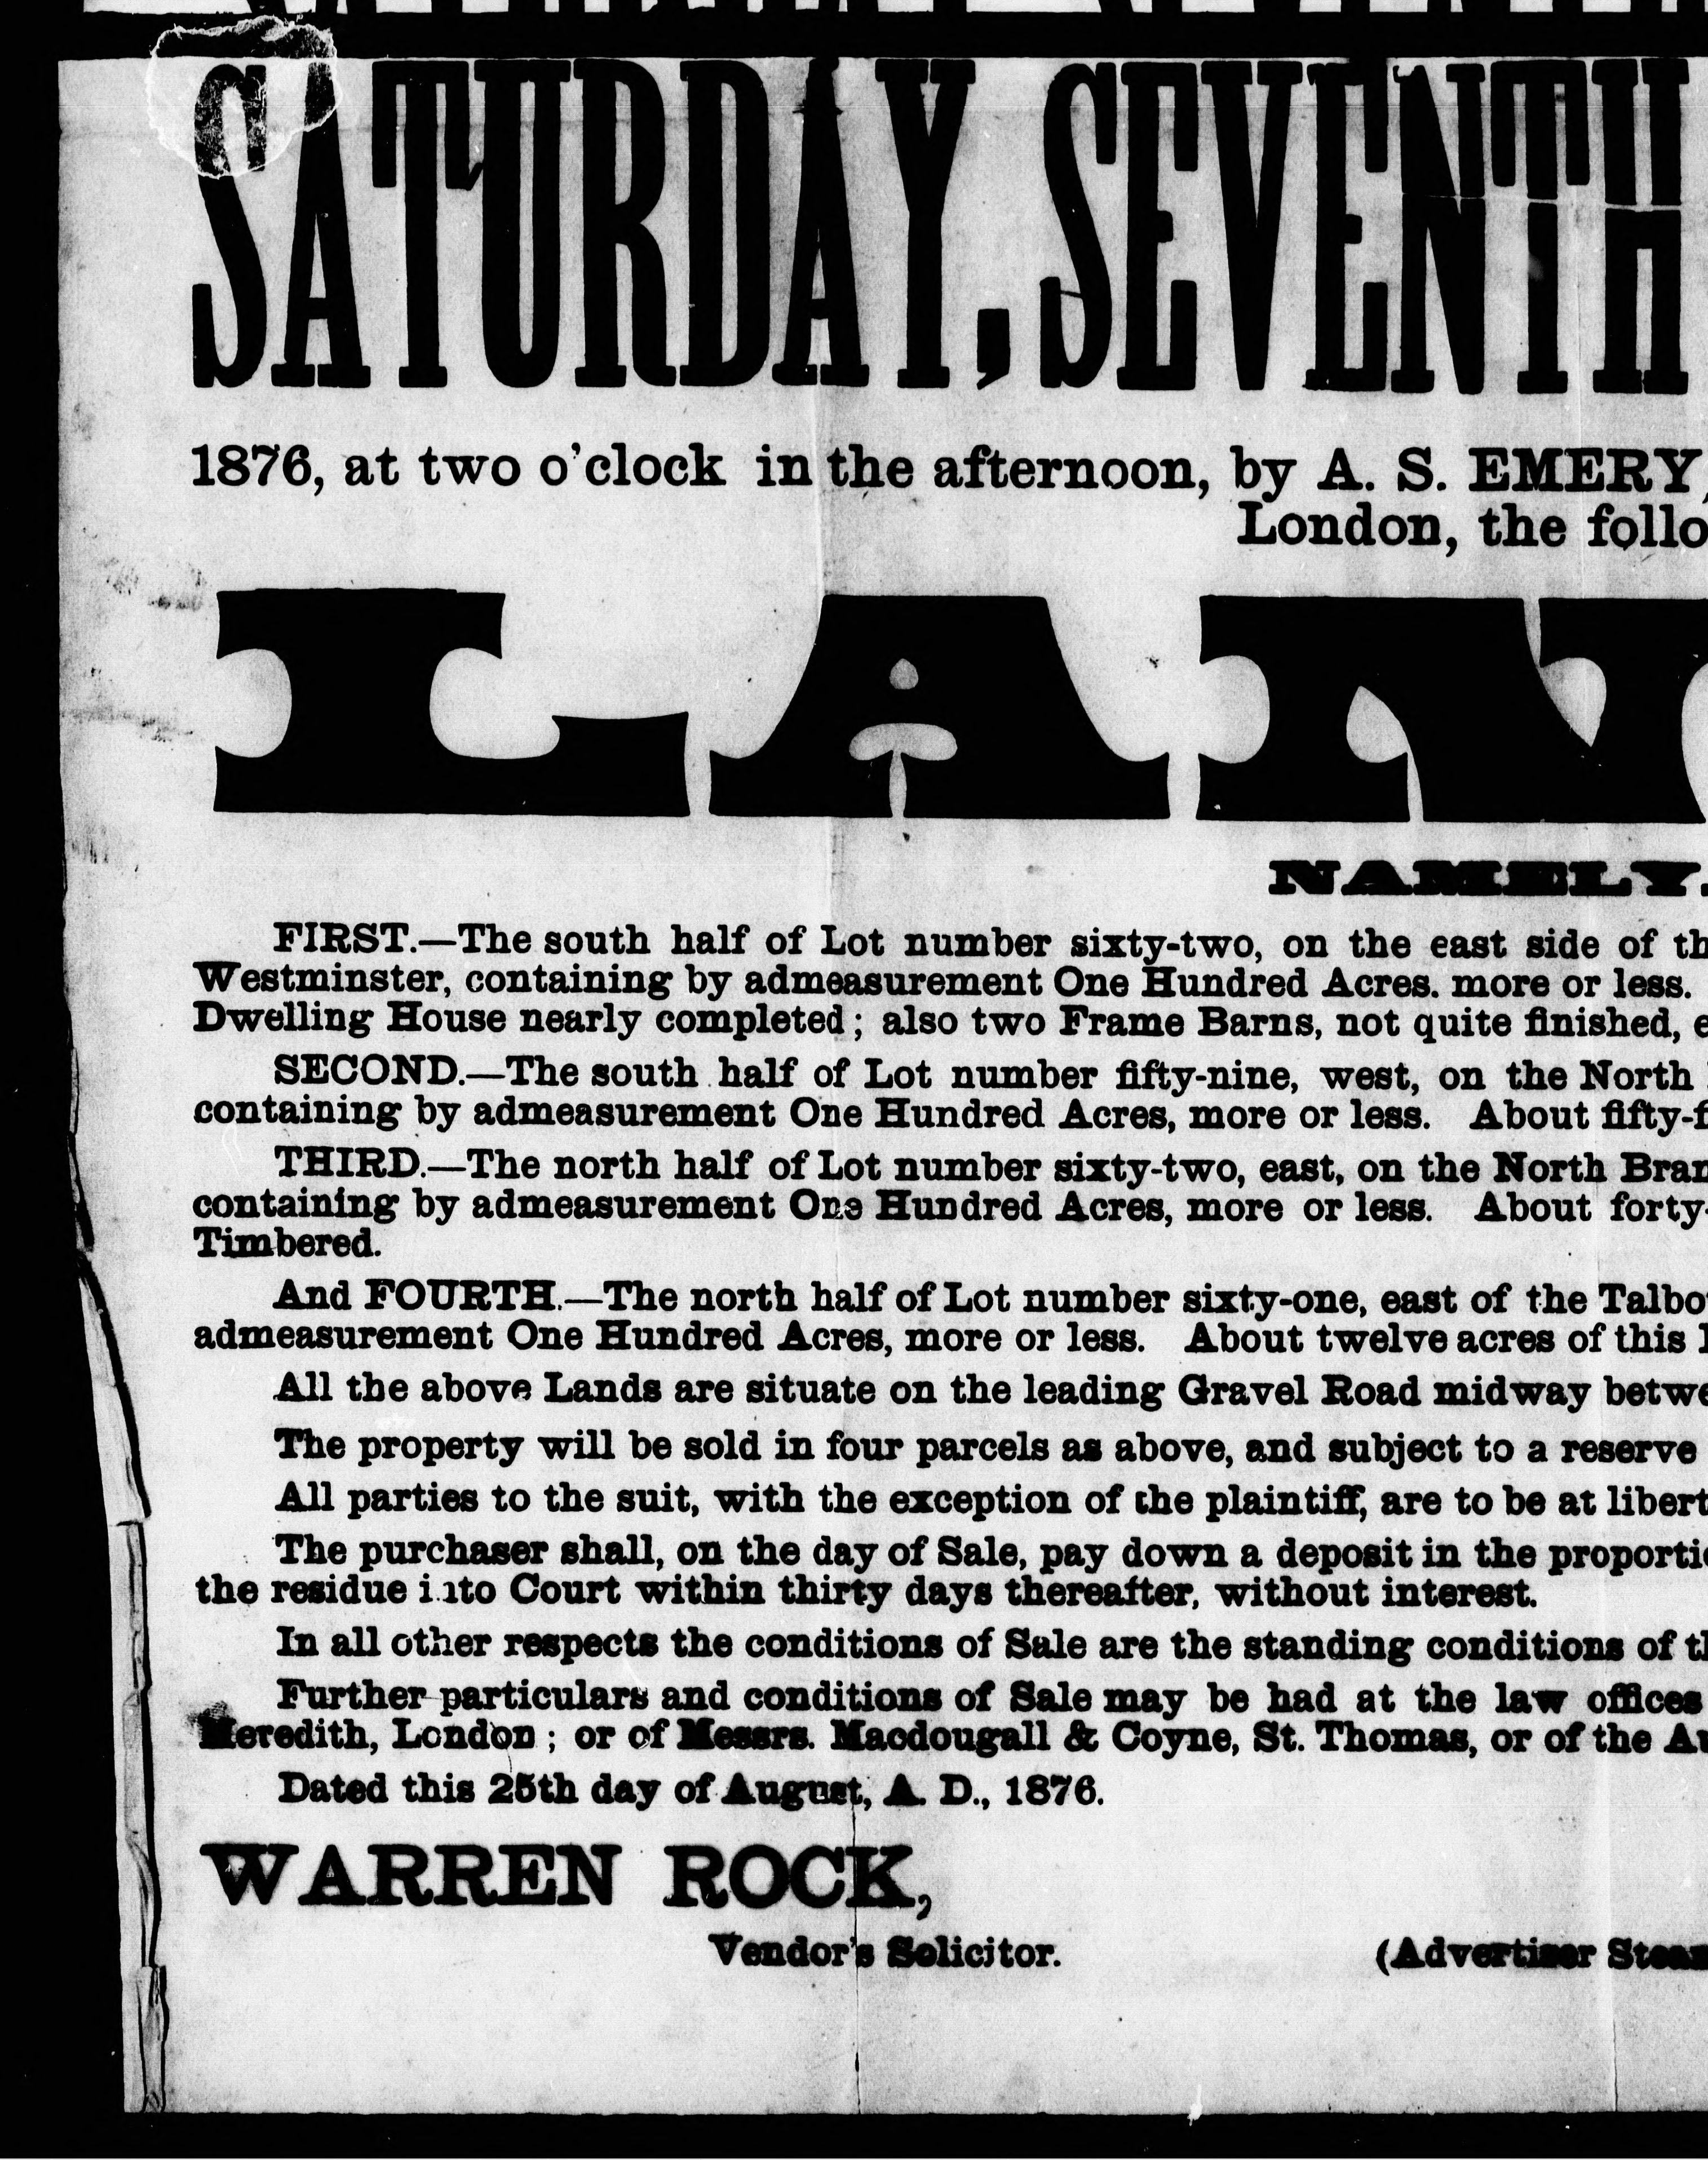 SATURDAY, SEVENTH
1876, at two o'clock in the afternoon, by A. S. EMERY,
London, the follo
LAN
NAMELY.
FIRST.—The south half of Lot number sixty-two, on the east side of th
Westminster, containing by admeasurement One Hundred Acres. more or less.
Dwelling House nearly completed; also two Frame Barns, not quite finished, e
SECOND.—The south half of Lot number fifty-nine, west, on the North
containing by admeasurement One Hundred Acres, more or less. About fifty-f
THIRD.—The north half of Lot number sixty-two, east, on the North Bran
containing by admeasurement One Hundred Acres, more or less. About forty-
Timbered.
And FOURTH.—The north half of Lot number sixty-one, east of the Talbo
admeasurement One Hundred Acres, more or less. About twelve acres of this
All the above Lands are situate on the leading Gravel Road midway betwe
The property will be sold in four parcels as above, and subject to a reserve
All parties to the suit, with the exception of the plaintiff, are to be at libert
The purchaser shall, on the day of Sale, pay down a deposit in the proporti
the residue into Court within thirty days thereafter, without interest.
In all other respects the conditions of Sale are the standing conditions of th
Further particulars and conditions of Sale may be had at the law offices
Meredith, London; or of Messrs. Macdougall & Coyne, St. Thomas, or of the Au
Dated this 25th day of August, A. D., 1876.
WARREN ROCK,
Vendor's Solicitor.
(Advertiser Steam